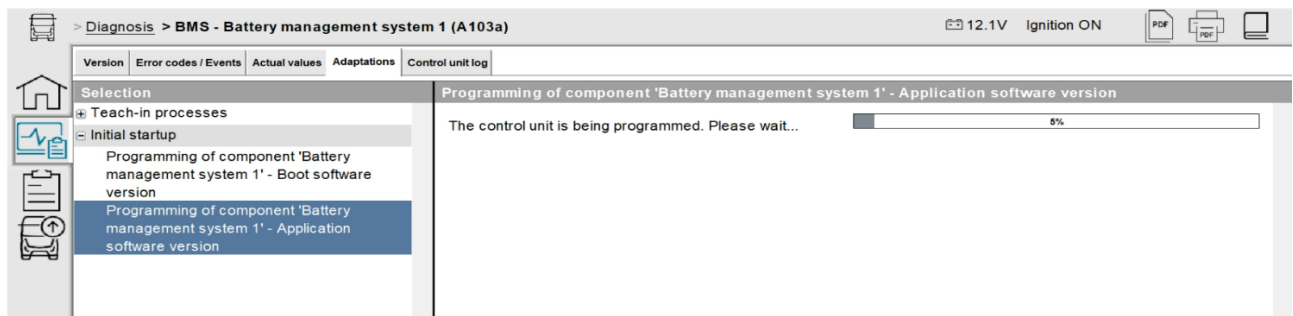 > Diagnosis > BMS - Battery management system 1 (A103a)
12.1V Ignition ON
PDF
PDF
Version Error codes / Events Actual values Adaptations Control unit log
Selection
Teach-in processes
Initial startup
Programming of component 'Battery
management system 1' - Boot software
version
Programming of component 'Battery
management system 1' - Application
software version
Programming of component 'Battery management system 1' - Application software version
The control unit is being programmed. Please wait...
5%